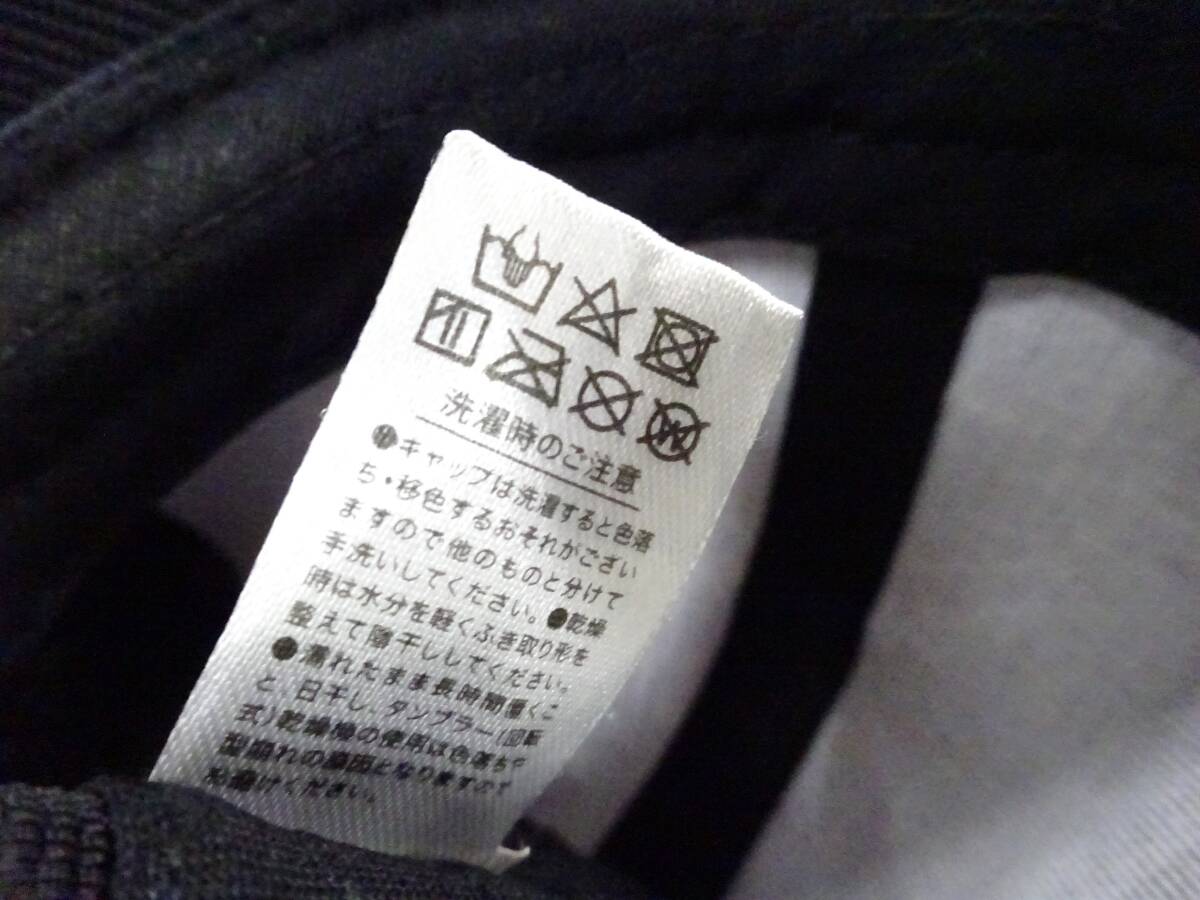 洗濯時のご注意
●キャップは洗濯すると色落
ち・移色するおそれがござい
ますので他のものと分けて
手洗いしてください。●乾燥
時は水分を軽くふき取り形を
整えて陰干ししてください。
●濡れたまま長時間置くこ
と、日干し、タンブラー(回転
式)乾燥機の使用は色落ちや
型崩れの原因となりますので
お避けください。